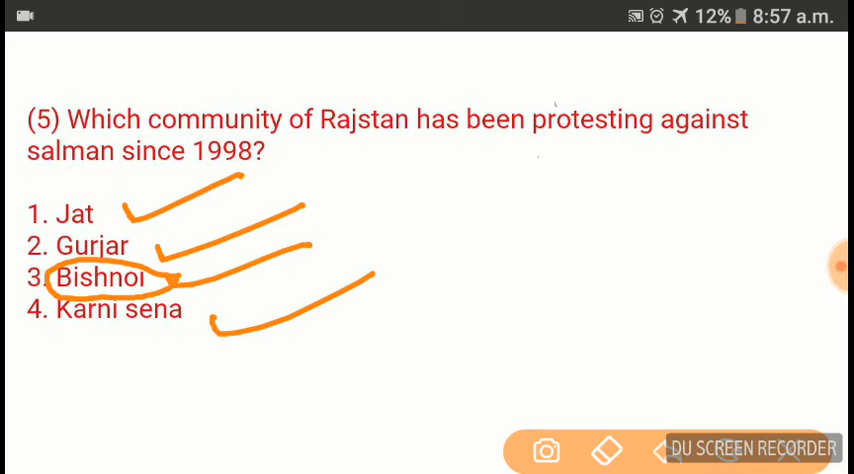 12% 8:57 a.m.
(5) Which community of Rajstan has been protesting against
salman since 1998?
1. Jat
2. Gurjar
3. Bishnoi
4. Karni sena
DU SCREEN RECORDER